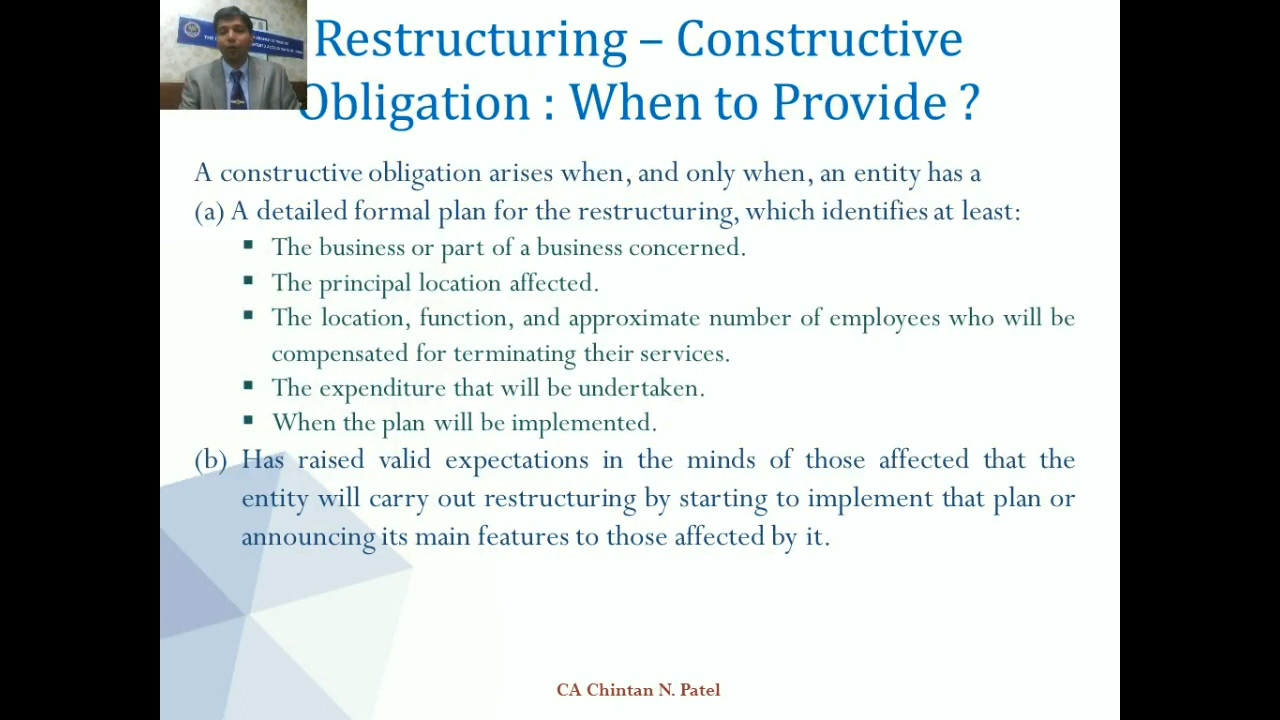 Restructuring – Constructive
Obligation : When to Provide ?
A constructive obligation arises when, and only when, an entity has a
(a) A detailed formal plan for the restructuring, which identifies at least:
▪ The business or part of a business concerned.
▪ The principal location affected.
▪ The location, function, and approximate number of employees who will be
compensated for terminating their services.
▪ The expenditure that will be undertaken.
▪ When the plan will be implemented.
(b) Has raised valid expectations in the minds of those affected that the
entity will carry out restructuring by starting to implement that plan or
announcing its main features to those affected by it.
CA Chintan N. Patel